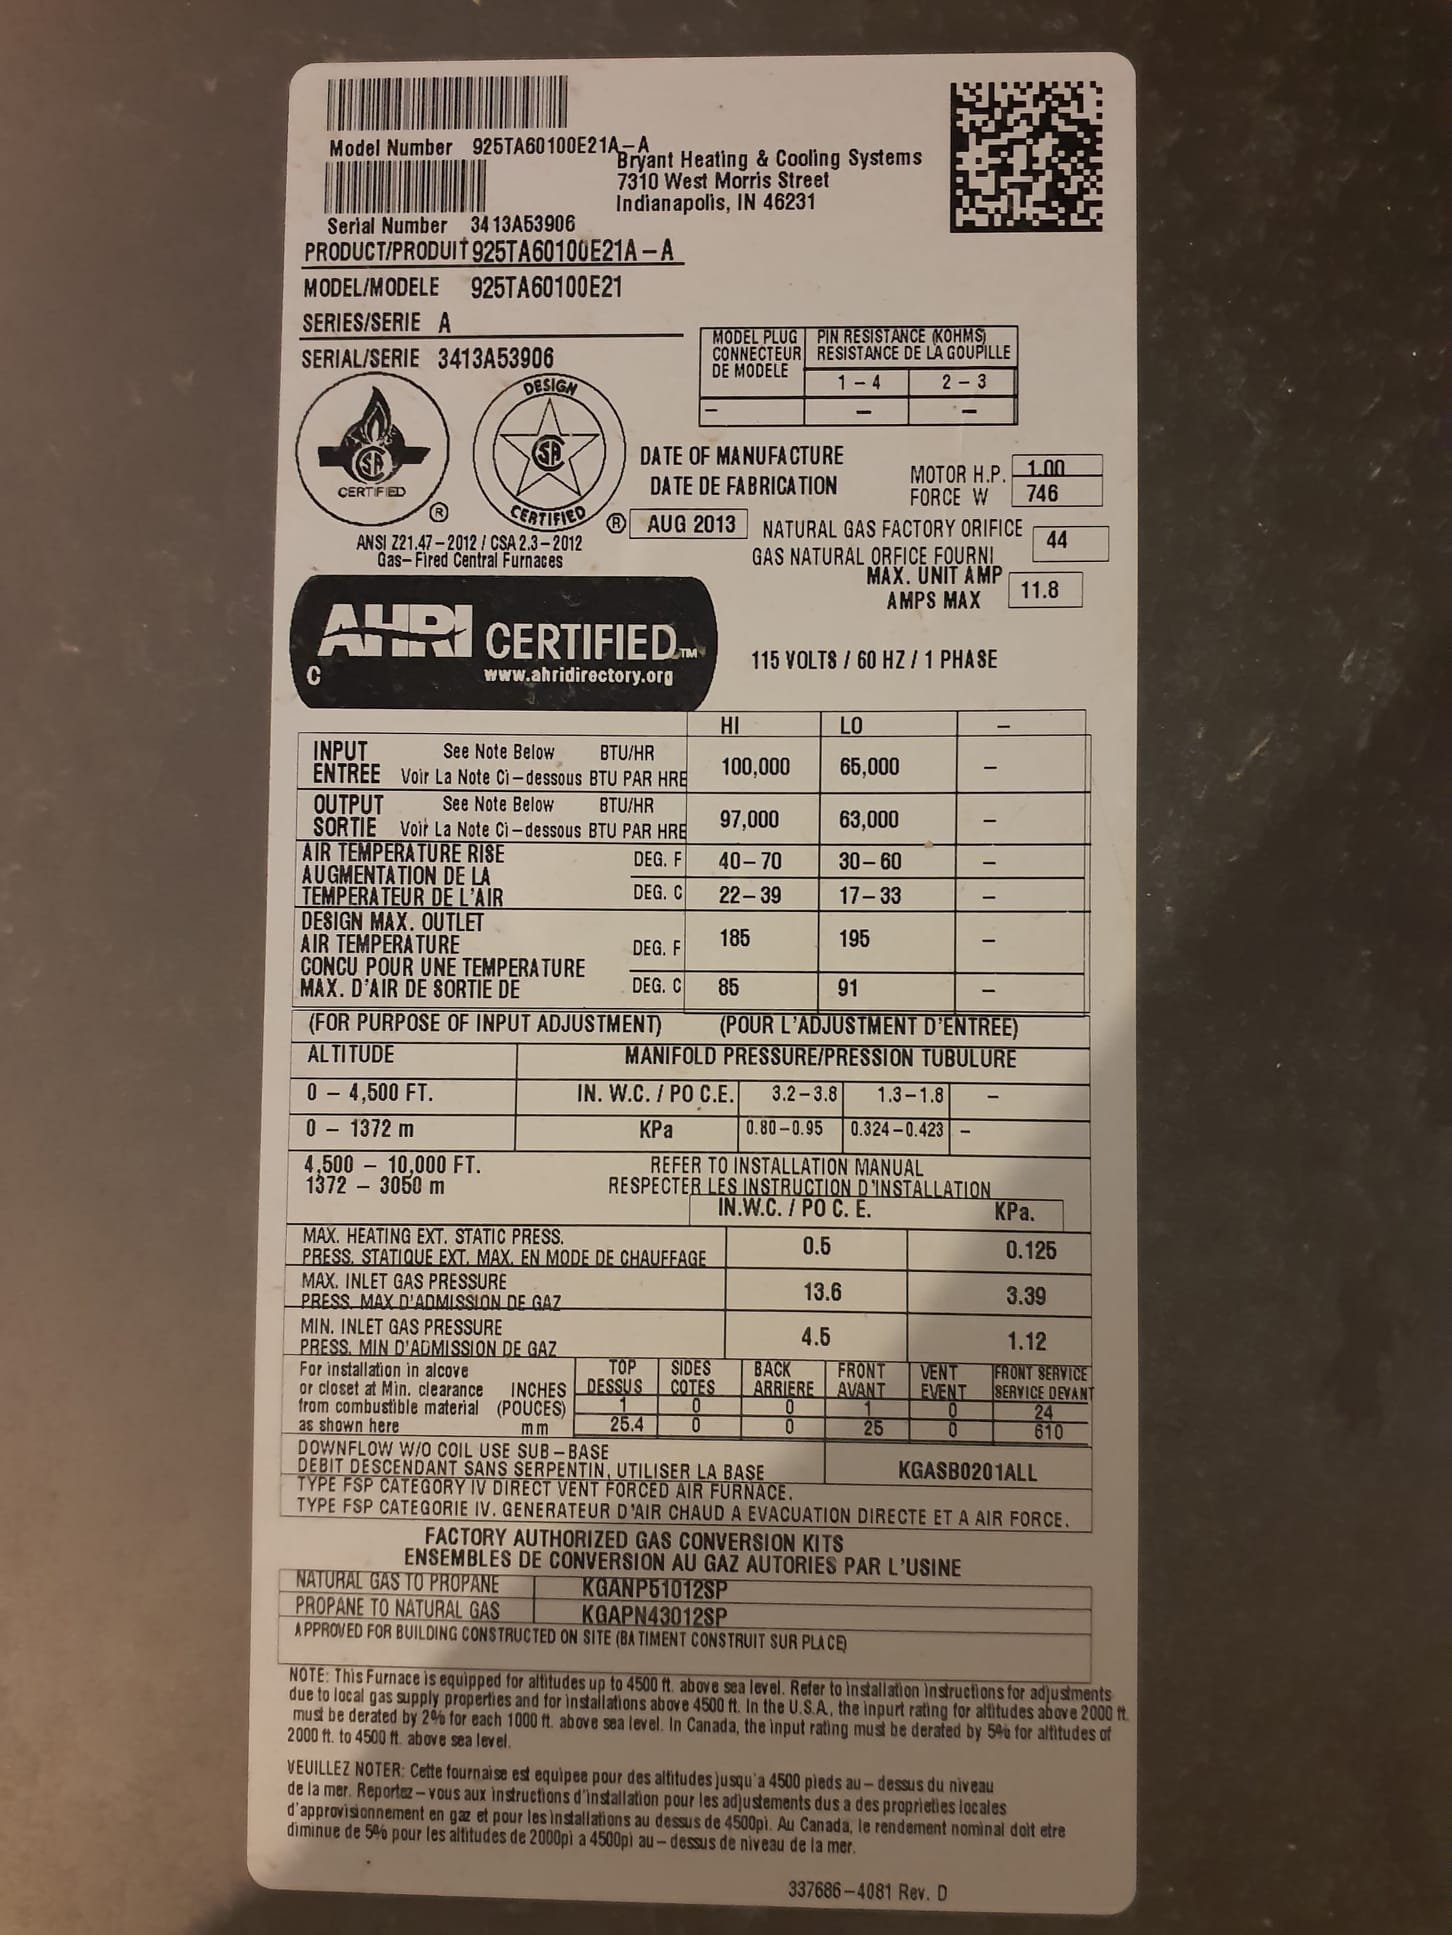 Model Number 925TA60100E21A-A
Bryant Heating & Cooling Systems
7310 West Morris Street
Indianapolis, IN 46231
Serial Number 3413A53906
PRODUCT/PRODUIT 925TA60100E21A-A
MODEL/MODELE 925TA60100E21
SERIES/SERIE A
SERIAL/SERIE 3413A53906
MODEL PLUG PIN RESISTANCE (KOHMS)
CONNECTEUR RESISTANCE DE LA GOUPILLE
DE MODELE 1-4 2-3
- - -
SA CERTIFIED ®
DESIGN SA CERTIFIED ®
ANSI Z21.47-2012 / CSA 2.3-2012
Gas-Fired Central Furnaces
DATE OF MANUFACTURE
DATE DE FABRICATION
AUG 2013
MOTOR H.P. 1.00
FORCE W 746
NATURAL GAS FACTORY ORIFICE 44
GAS NATURAL ORFICE FOURNI
MAX. UNIT AMP 11.8
AMPS MAX
AHRI CERTIFIED™
C www.ahridirectory.org
115 VOLTS / 60 HZ / 1 PHASE
HI LO -
INPUT See Note Below BTU/HR 100,000 65,000 -
ENTREE Voir La Note Ci-dessous BTU PAR HRE
OUTPUT See Note Below BTU/HR 97,000 63,000 -
SORTIE Voir La Note Ci-dessous BTU PAR HRE
AIR TEMPERATURE RISE DEG. F 40-70 30-60 -
AUGMENTATION DE LA
TEMPERATEUR DE L'AIR DEG. C 22-39 17-33 -
DESIGN MAX. OUTLET
AIR TEMPERATURE DEG. F 185 195 -
CONCU POUR UNE TEMPERATURE
MAX. D'AIR DE SORTIE DE DEG. C 85 91 -
(FOR PURPOSE OF INPUT ADJUSTMENT) (POUR L'ADJUSTMENT D'ENTREE)
ALTITUDE MANIFOLD PRESSURE/PRESSION TUBULURE
0 - 4,500 FT. IN. W.C. / PO C.E. 3.2-3.8 1.3-1.8 -
0 - 1372 m KPa 0.80-0.95 0.324-0.423 -
4,500 - 10,000 FT. REFER TO INSTALLATION MANUAL
1372 - 3050 m RESPECTER LES INSTRUCTION D'INSTALLATION
IN.W.C. / PO C. E. KPa.
MAX. HEATING EXT. STATIC PRESS. 0.5 0.125
PRESS. STATIQUE EXT. MAX. EN MODE DE CHAUFFAGE
MAX. INLET GAS PRESSURE 13.6 3.39
PRESS. MAX D'ADMISSION DE GAZ
MIN. INLET GAS PRESSURE 4.5 1.12
PRESS. MIN D'ADMISSION DE GAZ
For installation in alcove TOP SIDES BACK FRONT VENT FRONT SERVICE
or closet at Min. clearance INCHES DESSUS COTES ARRIERE AVANT EVENT SERVICE DEVANT
from combustible material (POUCES) 1 0 0 1 0 24
as shown here mm 25.4 0 0 25 0 610
DOWNFLOW W/O COIL USE SUB-BASE KGASB0201ALL
DEBIT DESCENDANT SANS SERPENTIN, UTILISER LA BASE
TYPE FSP CATEGORY IV DIRECT VENT FORCED AIR FURNACE.
TYPE FSP CATEGORIE IV. GENERATEUR D'AIR CHAUD A EVACUATION DIRECTE ET A AIR FORCE.
FACTORY AUTHORIZED GAS CONVERSION KITS
ENSEMBLES DE CONVERSION AU GAZ AUTORIES PAR L'USINE
NATURAL GAS TO PROPANE KGANP51012SP
PROPANE TO NATURAL GAS KGAPN43012SP
APPROVED FOR BUILDING CONSTRUCTED ON SITE (BATIMENT CONSTRUIT SUR PLACE)
NOTE: This Furnace is equipped for altitudes up to 4500 ft. above sea level. Refer to installation instructions for adjustments
due to local gas supply properties and for installations above 4500 ft. In the U.S.A., the inpurt rating for altitudes above 2000 ft.
must be derated by 2% for each 1000 ft. above sea level. In Canada, the input rating must be derated by 5% for altitudes of
2000 ft. to 4500 ft. above sea level.
VEUILLEZ NOTER: Cette fournaise est equipee pour des altitudes jusqu'a 4500 pieds au-dessus du niveau
de la mer. Reportez-vous aux instructions d'installation pour les adjustements dus a des proprieties locales
d'approvisionnement en gaz et pour les installations au dessus de 4500pi. Au Canada, le rendement nominal doit etre
diminue de 5% pour les altitudes de 2000pi a 4500pi au-dessus de niveau de la mer.
337686-4081 Rev. D